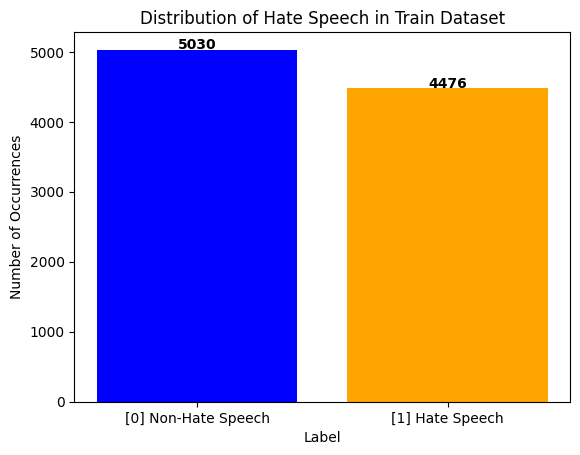 Distribution of Hate Speech in Train Dataset
Number of Occurrences
5000
4000
3000
2000
1000
0
5030
4476
[0] Non-Hate Speech
[1] Hate Speech
Label